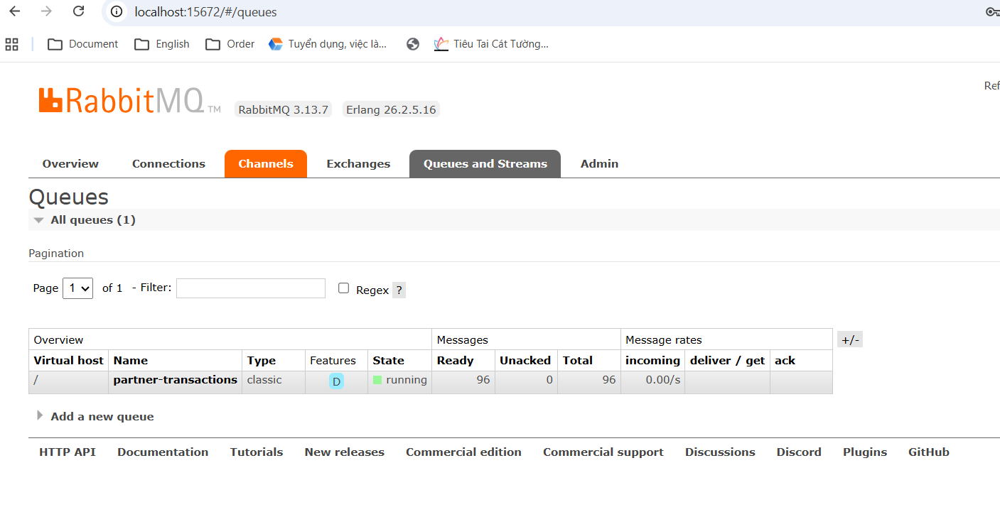 localhost:15672/#/queues
Document English Order Tuyển dụng, việc là... Tiêu Tai Cát Tường...
RabbitMQ TM RabbitMQ 3.13.7 Erlang 26.2.5.16
Overview Connections Channels Exchanges Queues and Streams Admin
Queues
All queues (1)
Pagination
Page 1 of 1 - Filter: Regex ?
Overview Messages Message rates +/-
Virtual host Name Type Features State Ready Unacked Total incoming deliver / get ack
/ partner-transactions classic D running 96 0 96 0.00/s
Add a new queue
HTTP API Documentation Tutorials New releases Commercial edition Commercial support Discussions Discord Plugins GitHub